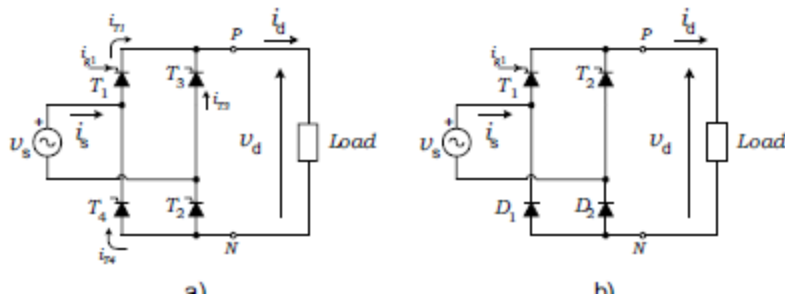 i_T1
i_g1
T_1
T_3
i_T3
P
i_d
+
v_s
i_s
v_d
Load
T_4
T_2
i_T4
N
a)
i_g1
T_1
T_2
P
i_d
+
v_s
i_s
v_d
Load
D_1
D_2
N
b)